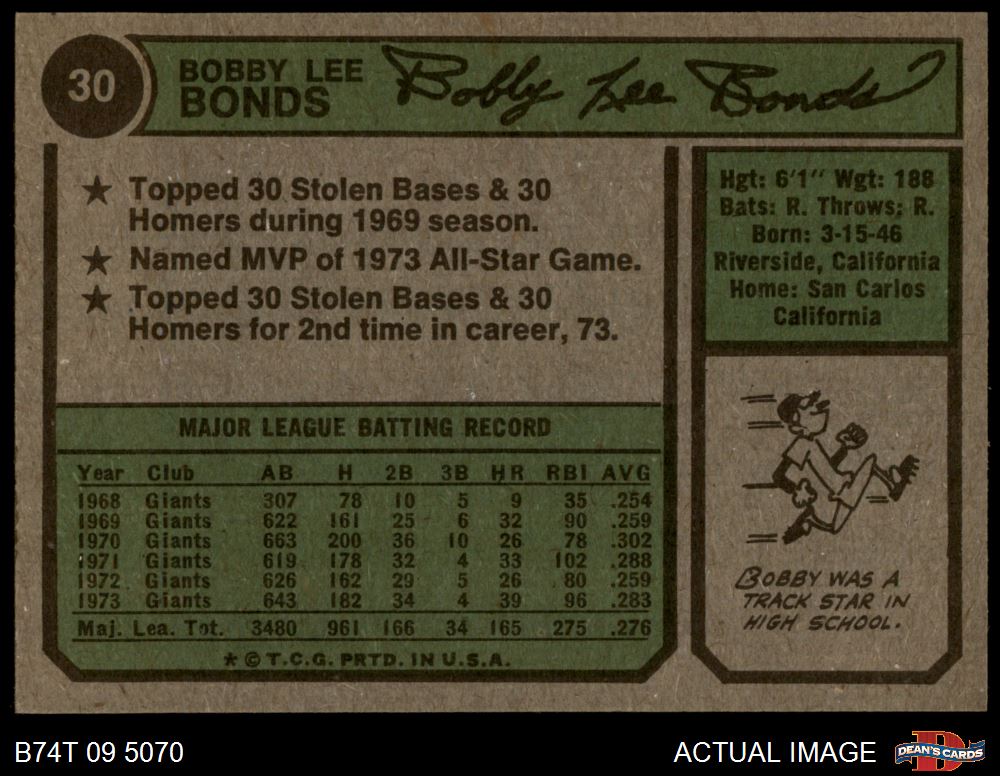 30
BOBBY LEE
BONDS
Bobby Lee Bonds
★ Topped 30 Stolen Bases & 30
Homers during 1969 season.
★ Named MVP of 1973 All-Star Game.
★ Topped 30 Stolen Bases & 30
Homers for 2nd time in career, 73.
Hgt: 6'1" Wgt: 188
Bats: R. Throws: R.
Born: 3-15-46
Riverside, California
Home: San Carlos
California
MAJOR LEAGUE BATTING RECORD
Year Club AB H 2B 3B HR RBI AVG
1968 Giants 307 78 10 5 9 35 .254
1969 Giants 622 161 25 6 32 90 .259
1970 Giants 663 200 36 10 26 78 .302
1971 Giants 619 178 32 4 33 102 .288
1972 Giants 626 162 29 5 26 80 .259
1973 Giants 643 182 34 4 39 96 .283
Maj. Lea. Tot. 3480 961 166 34 165 275 .276
* © T.C.G. PRTD. IN U.S.A.
BOBBY WAS A
TRACK STAR IN
HIGH SCHOOL.
B74T 09 5070
ACTUAL IMAGE
D
DEAN'S CARDS